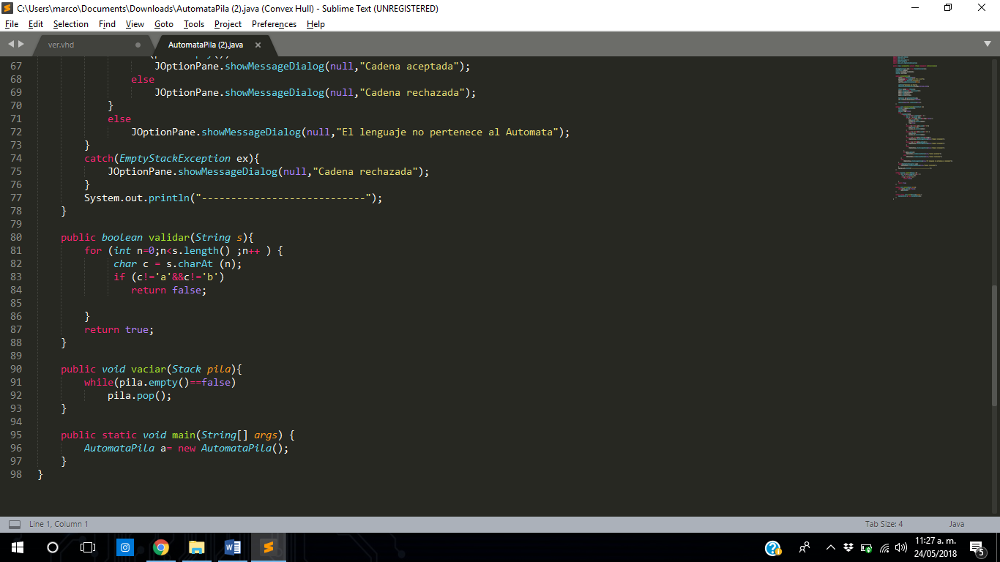 C:\Users\marco\Documents\Downloads\AutomataPila (2).java (Convex Hull) - Sublime Text (UNREGISTERED)
File Edit Selection Find View Goto Tools Project Preferences Help
ver.vhd AutomataPila (2).java
67 JOptionPane.showMessageDialog(null,"Cadena aceptada");
68 else
69 JOptionPane.showMessageDialog(null,"Cadena rechazada");
70 }
71 else
72 JOptionPane.showMessageDialog(null,"El lenguaje no pertenece al Automata");
73 }
74 catch(EmptyStackException ex){
75 JOptionPane.showMessageDialog(null,"Cadena rechazada");
76 }
77 System.out.println("----------------------------");
78 }
79
80 public boolean validar(String s){
81 for (int n=0;n<s.length() ;n++ ) {
82 char c = s.charAt (n);
83 if (c!='a'&&c!='b')
84 return false;
85
86 }
87 return true;
88 }
89
90 public void vaciar(Stack pila){
91 while(pila.empty()==false)
92 pila.pop();
93 }
94
95 public static void main(String[] args) {
96 AutomataPila a= new AutomataPila();
97 }
98 }
Line 1, Column 1 Tab Size: 4 Java
11:27 a. m.
24/05/2018
5